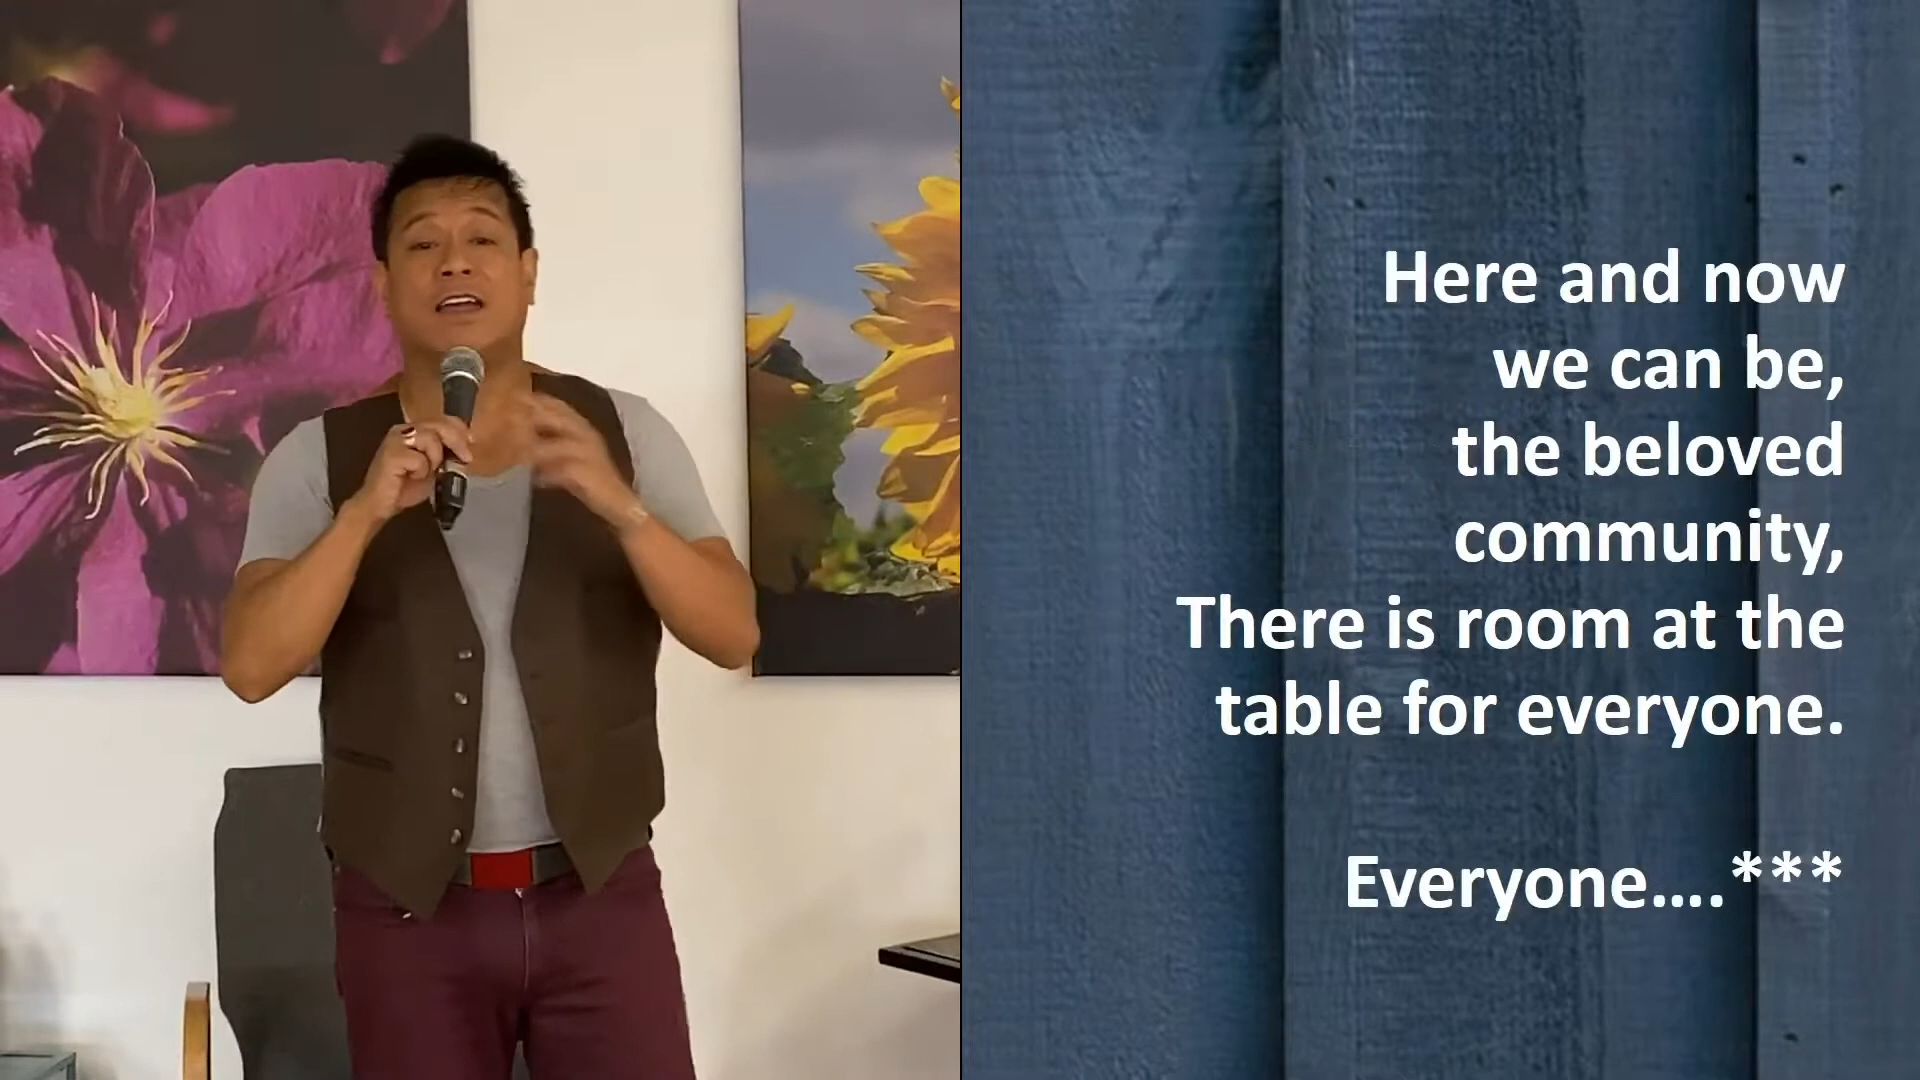 Here and now
we can be,
the beloved
community,
There is room at the
table for everyone.
Everyone....***